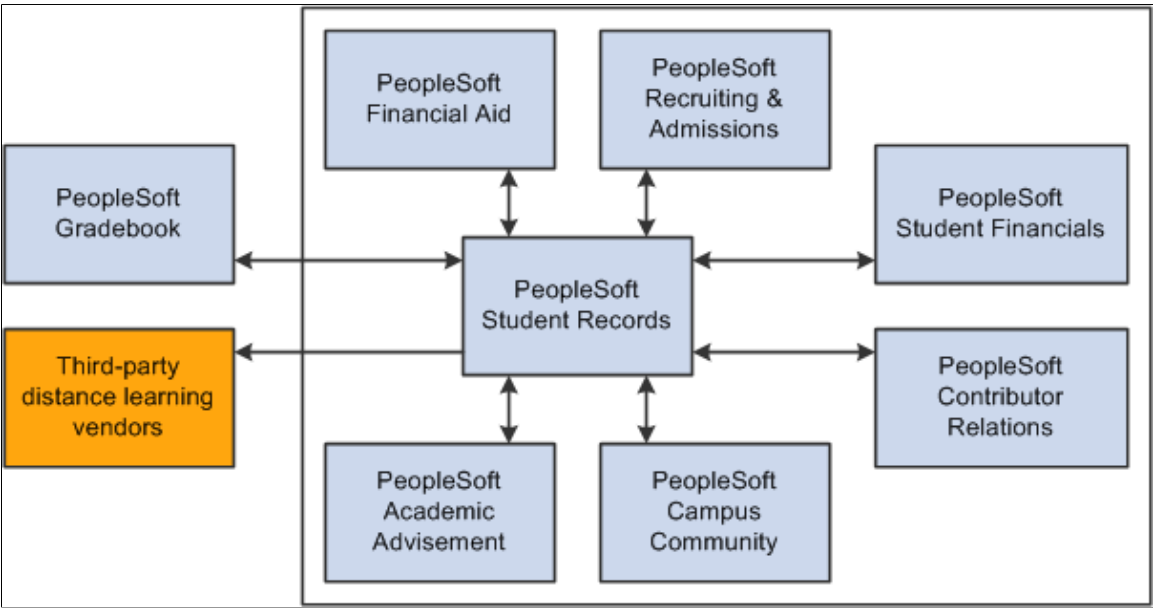 PeopleSoft
Financial Aid
PeopleSoft
Recruiting &
Admissions
PeopleSoft
Gradebook
PeopleSoft
Student Financials
PeopleSoft
Student Records
Third-party
distance learning
vendors
PeopleSoft
Contributor
Relations
PeopleSoft
Academic
Advisement
PeopleSoft
Campus
Community